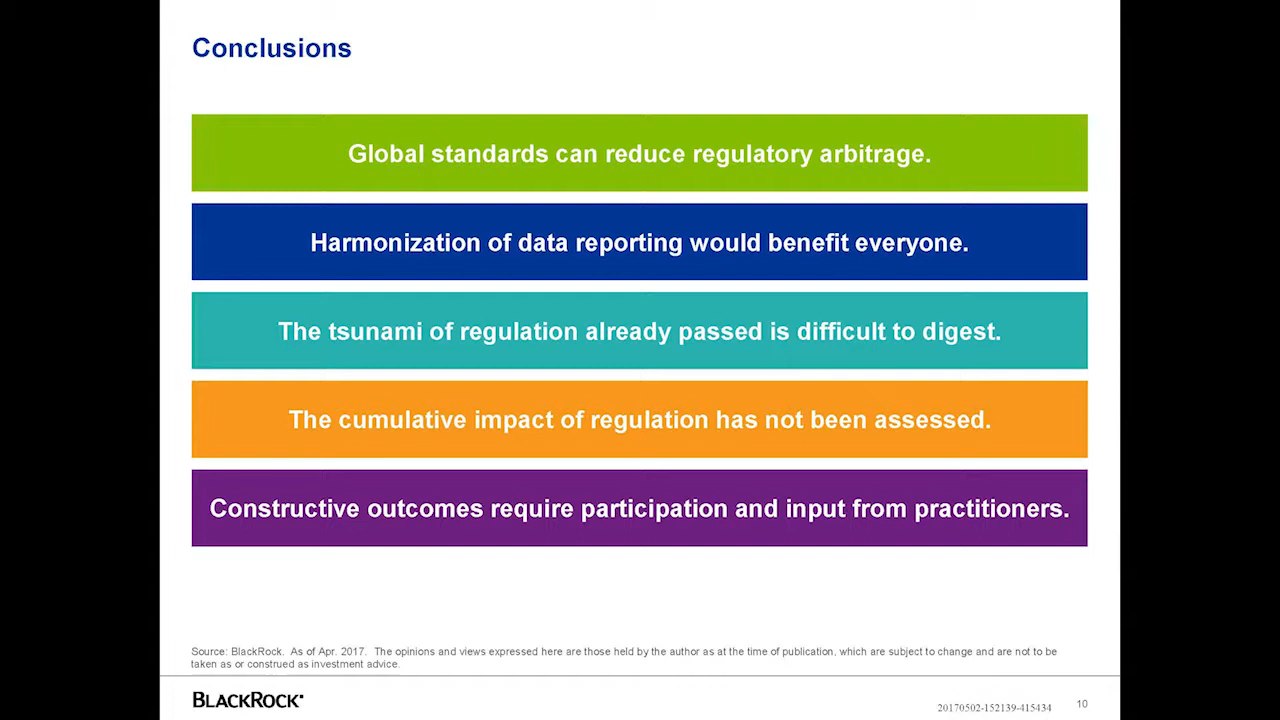 Conclusions
Global standards can reduce regulatory arbitrage.
Harmonization of data reporting would benefit everyone.
The tsunami of regulation already passed is difficult to digest.
The cumulative impact of regulation has not been assessed.
Constructive outcomes require participation and input from practitioners.
Source: BlackRock. As of Apr. 2017. The opinions and views expressed here are those held by the author as at the time of publication, which are subject to change and are not to be
taken as or construed as investment advice.
BLACKROCK
20170502-152139-415434
10